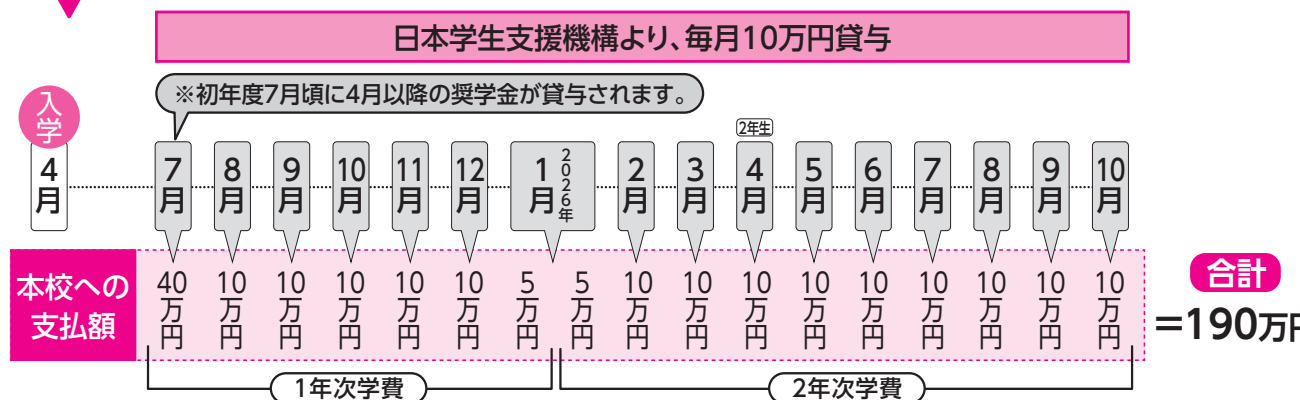 日本学生支援機構より、毎月10万円貸与
※初年度7月頃に4月以降の奨学金が貸与されます。
入学
2年生
4月
7月
8月
9月
10月
11月
12月
1月
2026年
2月
3月
4月
5月
6月
7月
8月
9月
10月
本校への
支払額
40万円
10万円
10万円
10万円
10万円
10万円
5万円
5万円
10万円
10万円
10万円
10万円
10万円
10万円
10万円
10万円
10万円
合計
=190万円
1年次学費
2年次学費